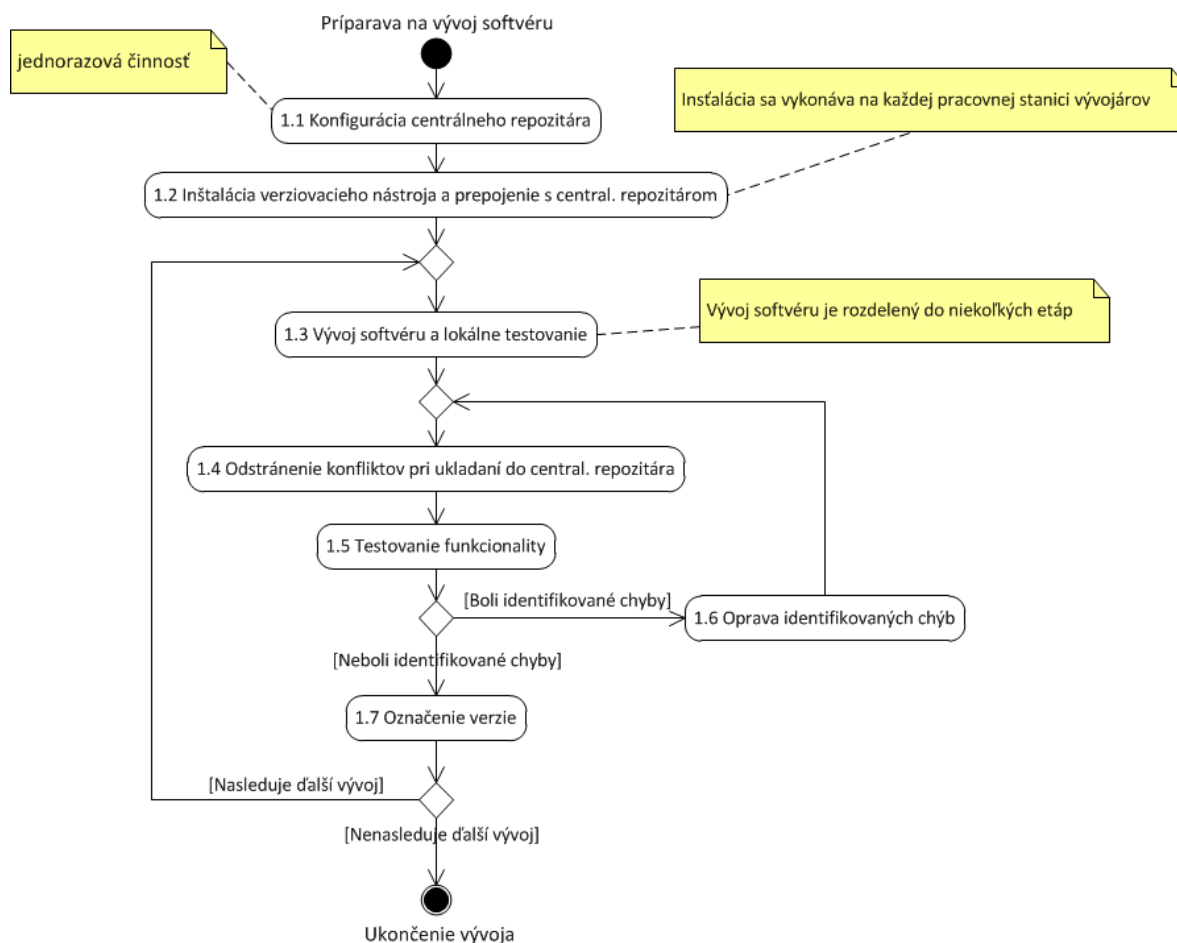 Príparava na vývoj softvéru
jednorazová činnosť
Insťalácia sa vykonáva na každej pracovnej stanici vývojárov
1.1 Konfigurácia centrálneho repozitára
1.2 Inštalácia verziovacieho nástroja a prepojenie s central. repozitárom
Vývoj softvéru je rozdelený do niekoľkých etáp
1.3 Vývoj softvéru a lokálne testovanie
1.4 Odstránenie konfliktov pri ukladaní do central. repozitára
1.5 Testovanie funkcionality
[Boli identifikované chyby]
1.6 Oprava identifikovaných chýb
[Neboli identifikované chyby]
1.7 Označenie verzie
[Nasleduje ďalší vývoj]
[Nenasleduje ďalší vývoj]
Ukončenie vývoja